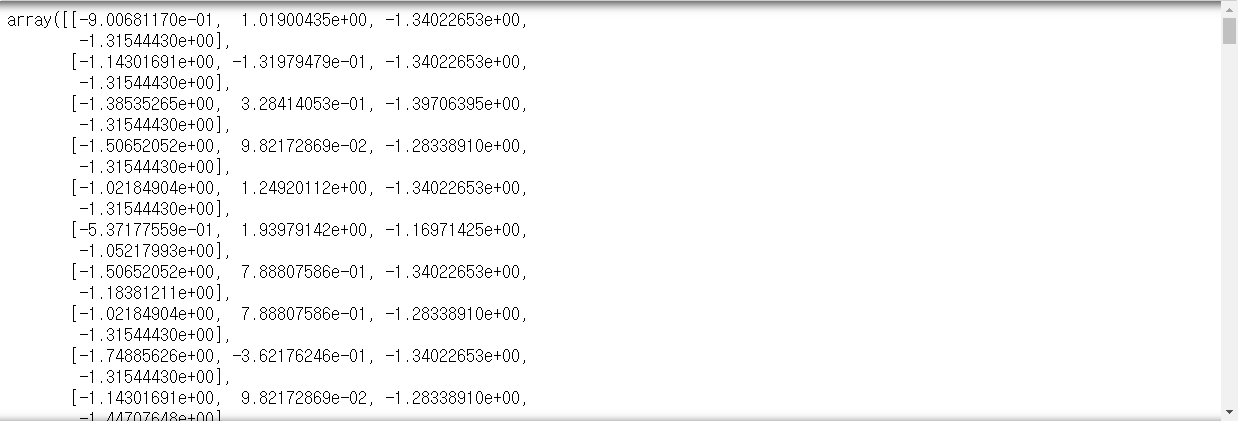 array([[-9.00681170e-01,  1.01900435e+00, -1.34022653e+00,
        -1.31544430e+00],
       [-1.14301691e+00, -1.31979479e-01, -1.34022653e+00,
        -1.31544430e+00],
       [-1.38535265e+00,  3.28414053e-01, -1.39706395e+00,
        -1.31544430e+00],
       [-1.50652052e+00,  9.82172869e-02, -1.28338910e+00,
        -1.31544430e+00],
       [-1.02184904e+00,  1.24920112e+00, -1.34022653e+00,
        -1.31544430e+00],
       [-5.37177559e-01,  1.93979142e+00, -1.16971425e+00,
        -1.05217993e+00],
       [-1.50652052e+00,  7.88807586e-01, -1.34022653e+00,
        -1.18381211e+00],
       [-1.02184904e+00,  7.88807586e-01, -1.28338910e+00,
        -1.31544430e+00],
       [-1.74885626e+00, -3.62176246e-01, -1.34022653e+00,
        -1.31544430e+00],
       [-1.14301691e+00,  9.82172869e-02, -1.28338910e+00,
        -1.44707648e+00]